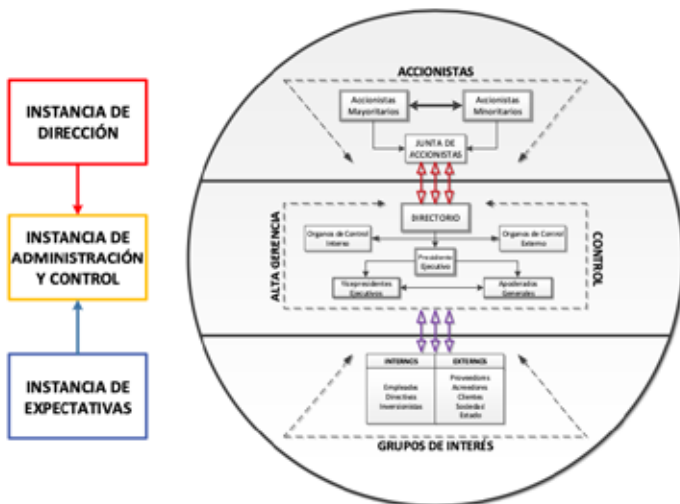 INSTANCIA DE
DIRECCIÓN
INSTANCIA DE
ADMINISTRACIÓN
Y CONTROL
INSTANCIA DE
EXPECTATIVAS
ACCIONISTAS
Accionistas
Mayoritarios
Accionistas
Minoritarios
JUNTA DE
ACCIONISTAS
ALTA GERENCIA
DIRECTORIO
Organos de Control
Interno
Organos de Control
Externo
Presidente
Ejecutivo
Vicepresidentes
Ejecutivos
Apoderados
Generales
CONTROL
INTERNOS
Empleados
Directivos
Inversionistas
EXTERNOS
Proveedores
Acreedores
Clientes
Sociedad
Estado
GRUPOS DE INTERÉS